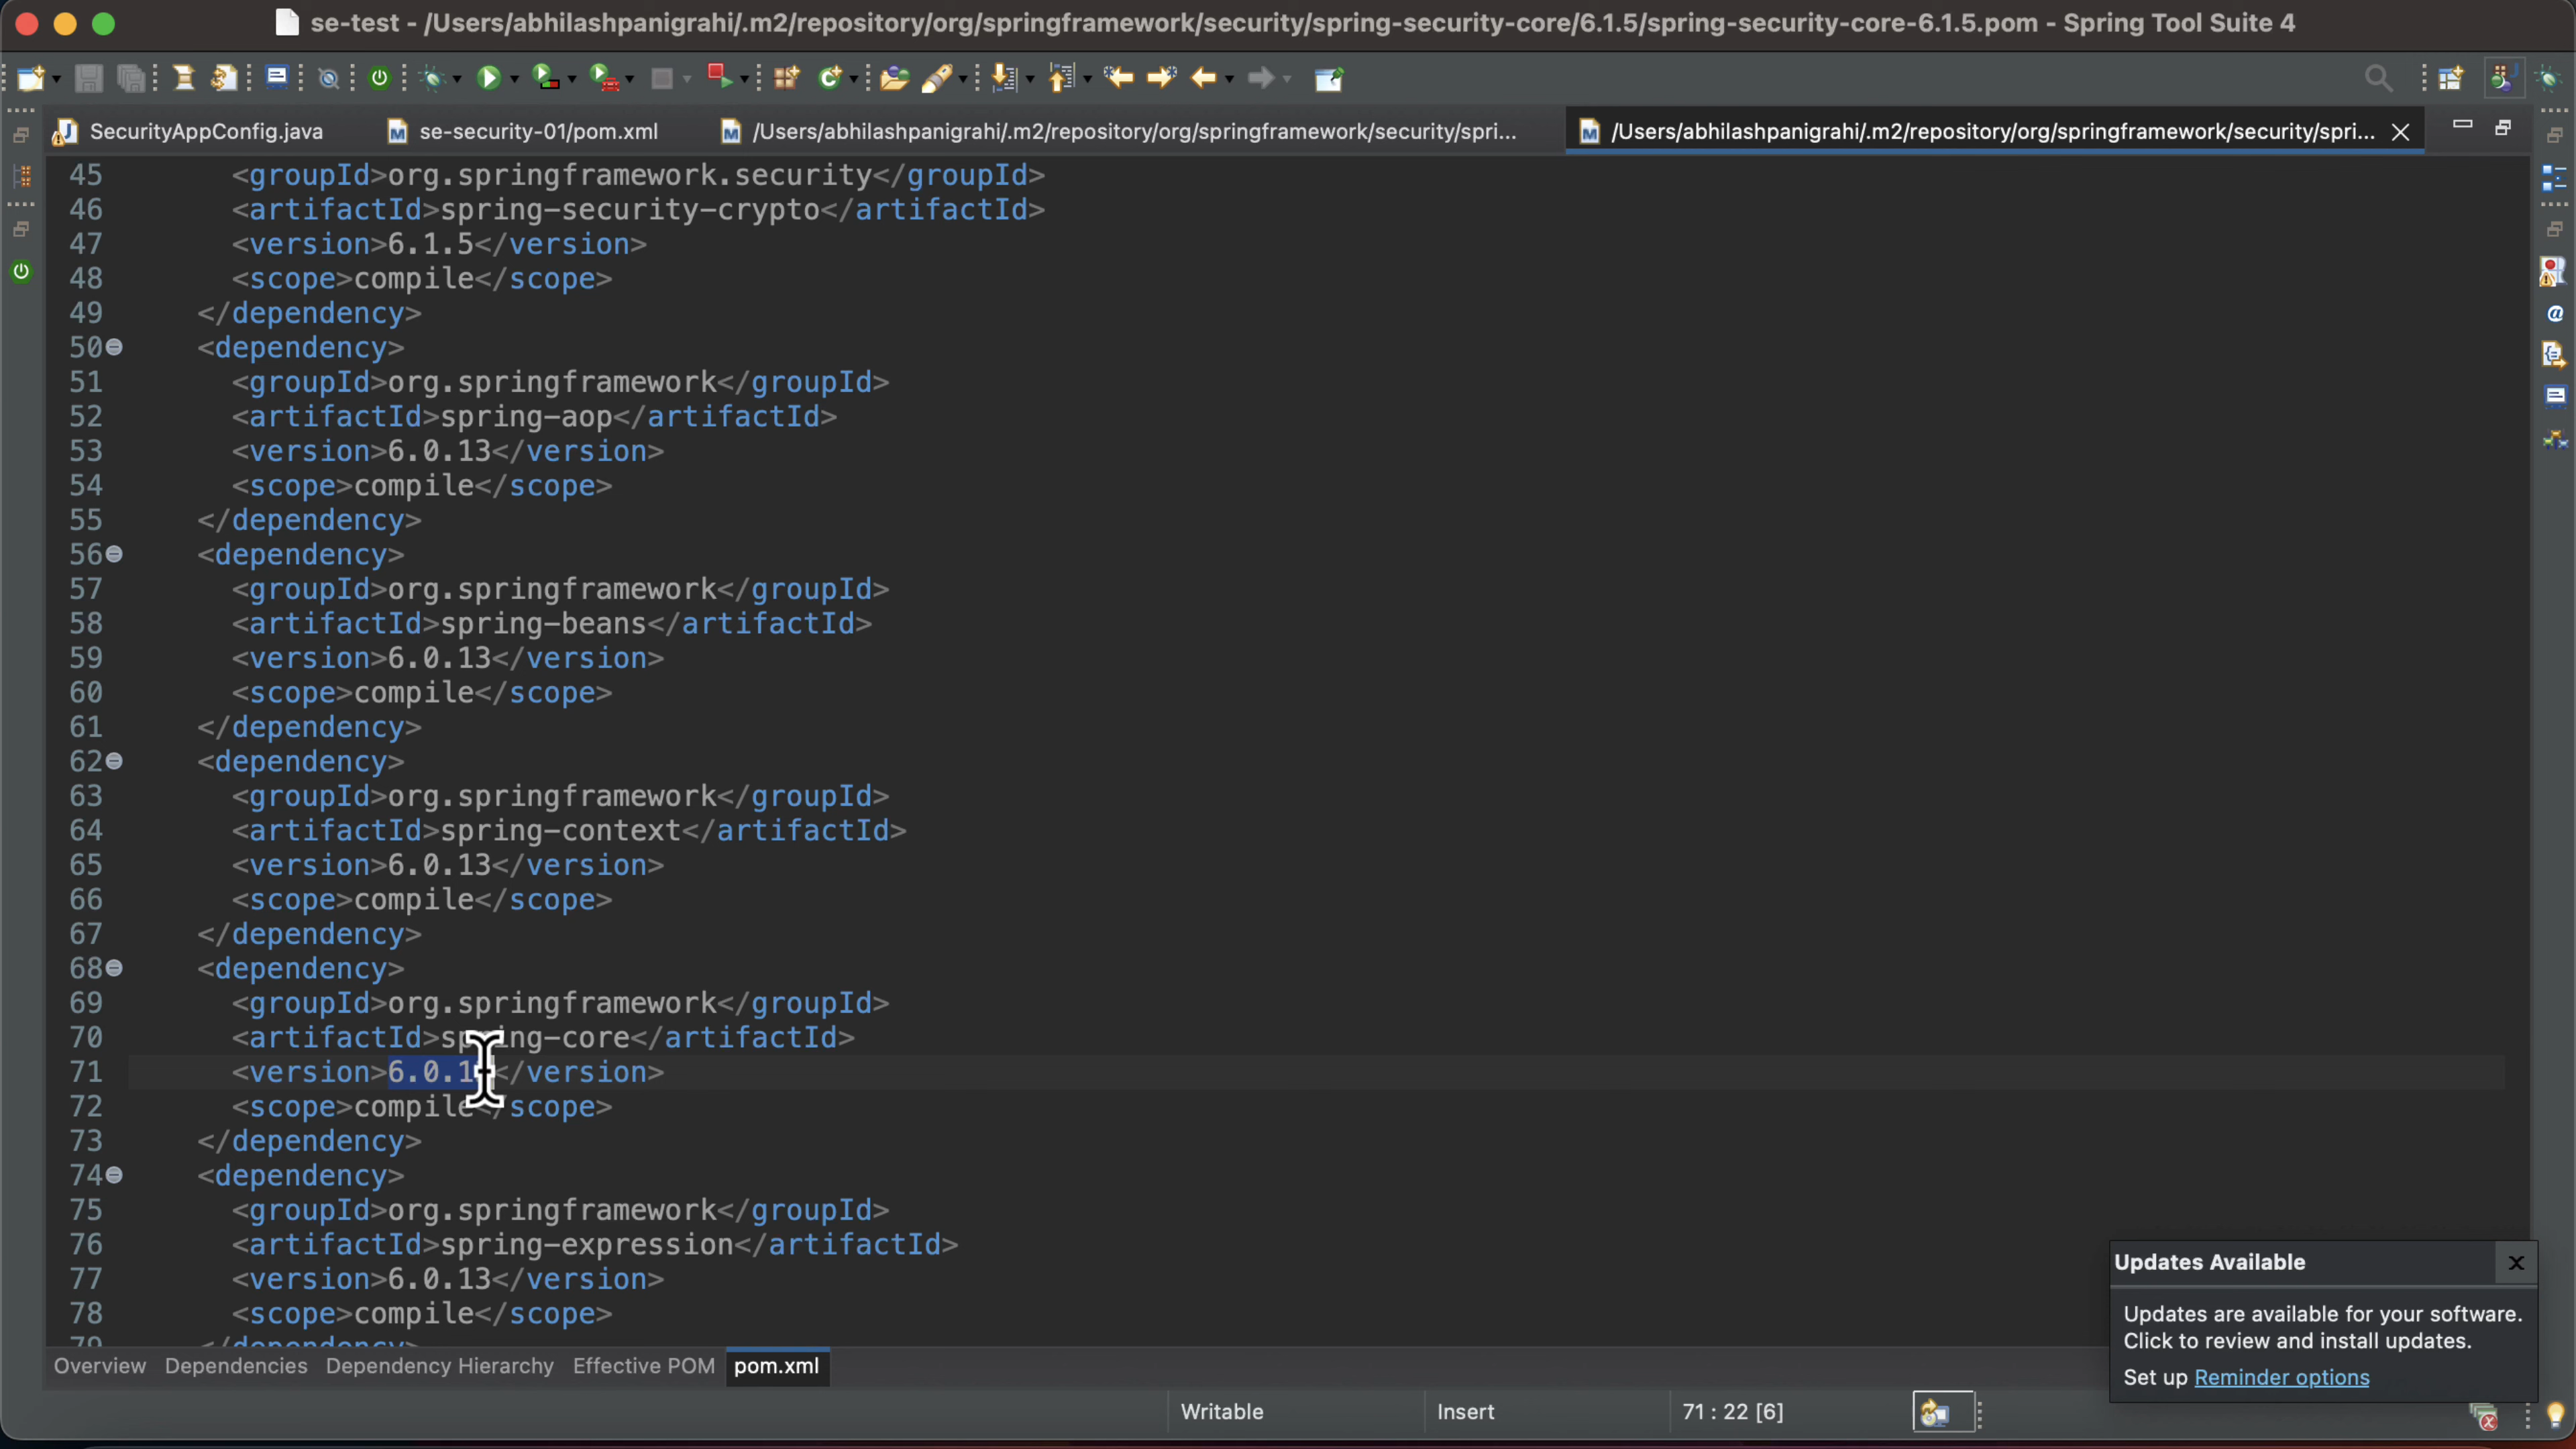 se-test - /Users/abhilashpanigrahi/.m2/repository/org/springframework/security/spring-security-core/6.1.5/spring-security-core-6.1.5.pom - Spring Tool Suite 4
SecurityAppConfig.java se-security-01/pom.xml /Users/abhilashpanigrahi/.m2/repository/org/springframework/security/spri... /Users/abhilashpanigrahi/.m2/repository/org/springframework/security/spri...
45 <groupId>org.springframework.security</groupId>
46 <artifactId>spring-security-crypto</artifactId>
47 <version>6.1.5</version>
48 <scope>compile</scope>
49 </dependency>
50 <dependency>
51 <groupId>org.springframework</groupId>
52 <artifactId>spring-aop</artifactId>
53 <version>6.0.13</version>
54 <scope>compile</scope>
55 </dependency>
56 <dependency>
57 <groupId>org.springframework</groupId>
58 <artifactId>spring-beans</artifactId>
59 <version>6.0.13</version>
60 <scope>compile</scope>
61 </dependency>
62 <dependency>
63 <groupId>org.springframework</groupId>
64 <artifactId>spring-context</artifactId>
65 <version>6.0.13</version>
66 <scope>compile</scope>
67 </dependency>
68 <dependency>
69 <groupId>org.springframework</groupId>
70 <artifactId>spring-core</artifactId>
71 <version>6.0.1</version>
72 <scope>compile</scope>
73 </dependency>
74 <dependency>
75 <groupId>org.springframework</groupId>
76 <artifactId>spring-expression</artifactId>
77 <version>6.0.13</version>
78 <scope>compile</scope>
79 </dependency>
Updates Available
Updates are available for your software.
Click to review and install updates.
Set up Reminder options
Overview Dependencies Dependency Hierarchy Effective POM pom.xml
Writable Insert 71 : 22 [6]